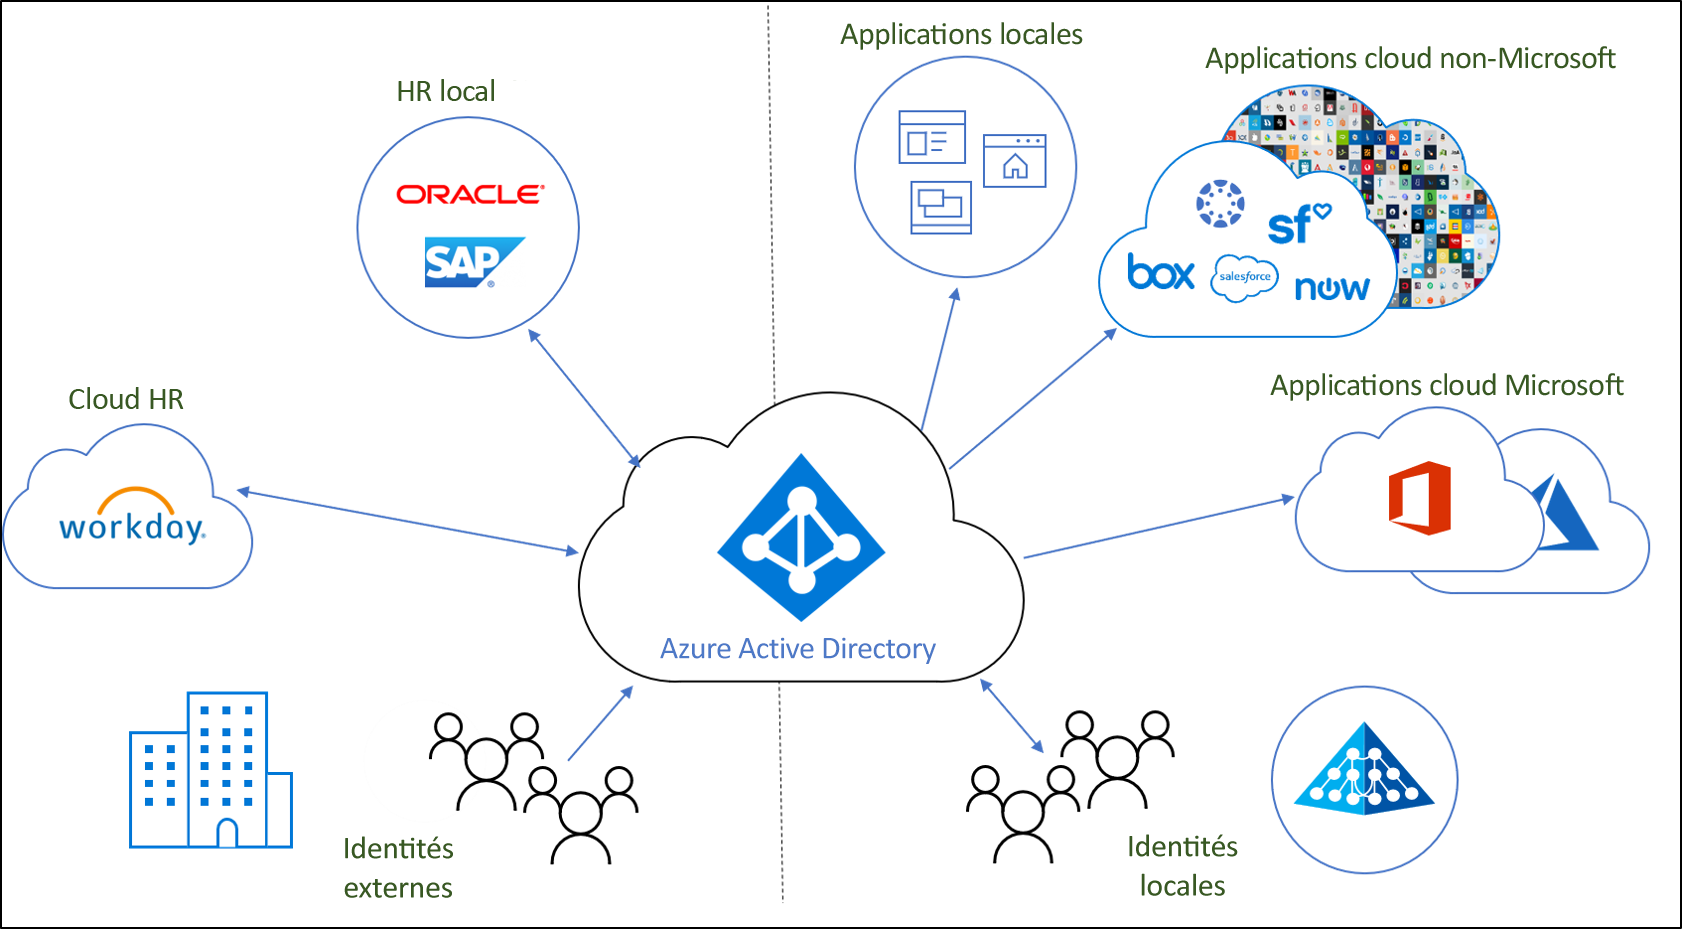 Applications locales
Applications cloud non-Microsoft
HR local
ORACLE
SAP
sf
box
salesforce
now
Cloud HR
Applications cloud Microsoft
workday.
Azure Active Directory
Identités
externes
Identités
locales